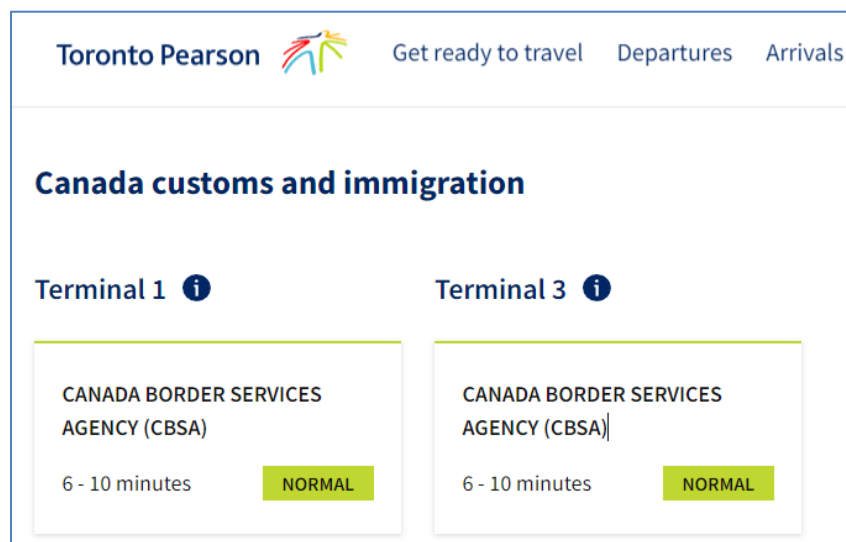 Toronto Pearson Get ready to travel Departures Arrivals
Canada customs and immigration
Terminal 1 i Terminal 3 i
CANADA BORDER SERVICES
AGENCY (CBSA)
6 - 10 minutes NORMAL
CANADA BORDER SERVICES
AGENCY (CBSA)
6 - 10 minutes NORMAL